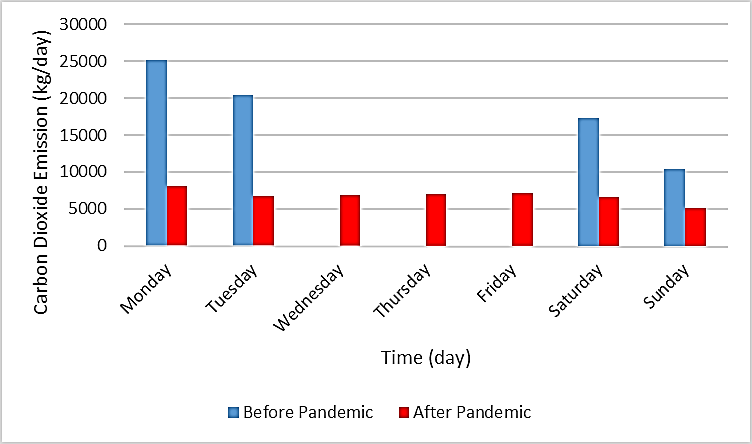 30000
25000
20000
15000
10000
5000
0
Carbon Dioxide Emission (kg/day)
Monday
Tuesday
Wednesday
Thursday
Friday
Saturday
Sunday
Time (day)
Before Pandemic
After Pandemic